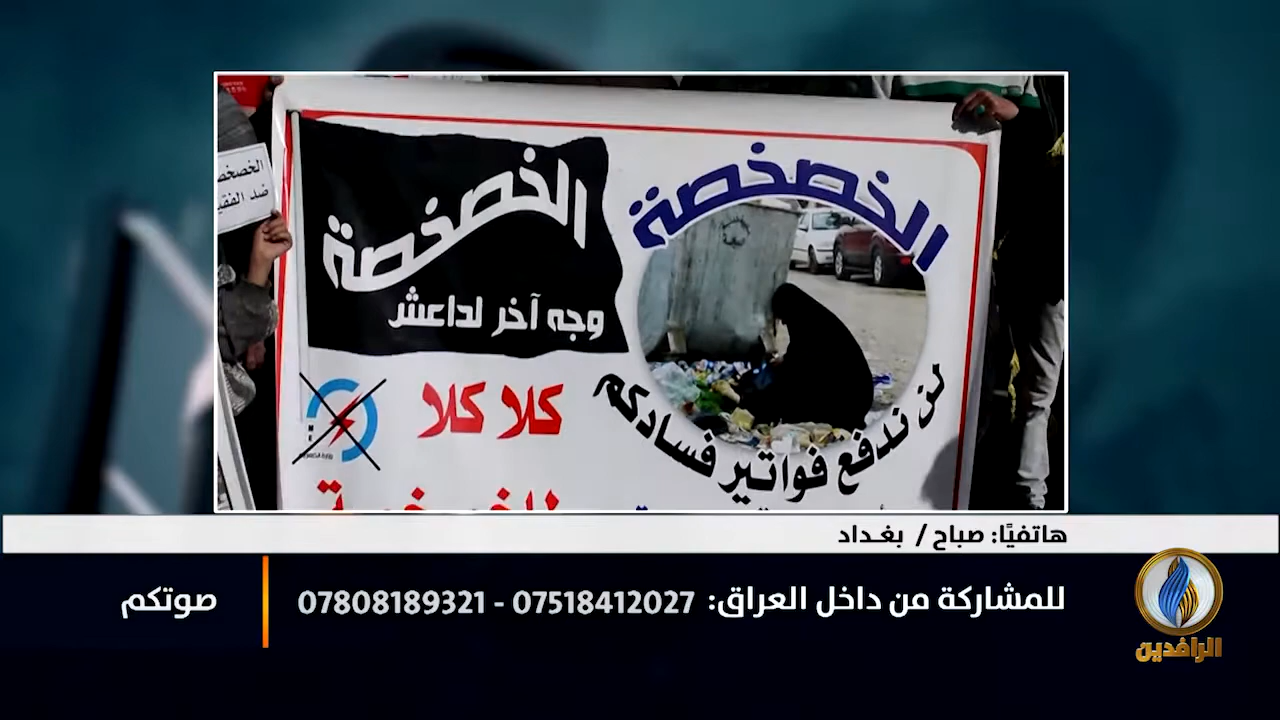 الخصخصة
لن ندفع فواتير فسادكم
الخصخصة
وجه آخر لداعش
كلا كلا
ضد
هاتفيًا: صباح / بغداد
للمشاركة من داخل العراق: 07518412027 - 07808189321
صوتكم
الرافدين